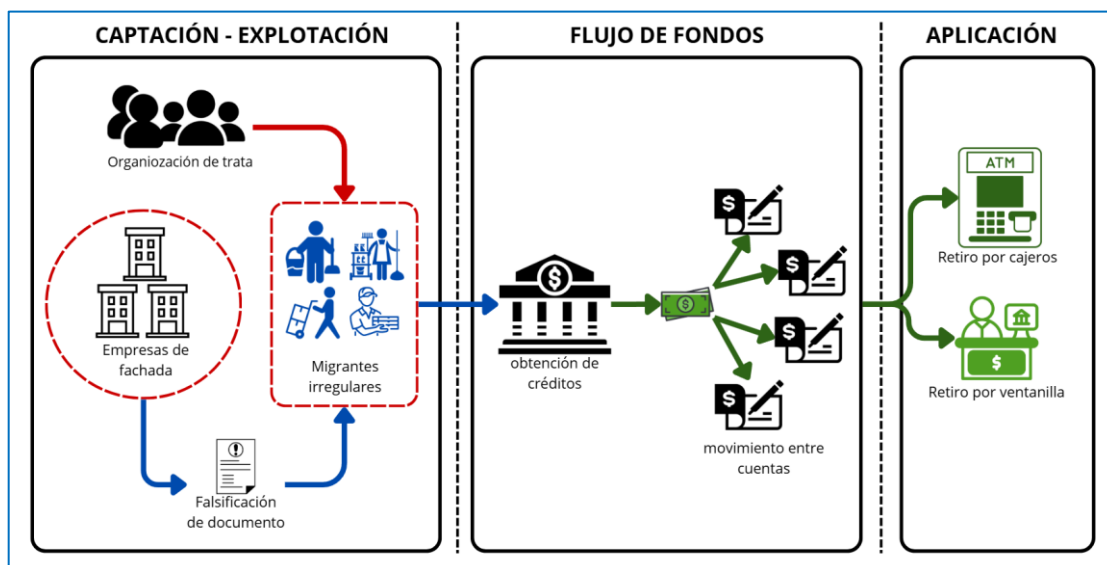 CAPTACIÓN - EXPLOTACIÓN
Organiozación de trata
Empresas de
fachada
Migrantes
irregulares
Falsificación
de documento
FLUJO DE FONDOS
$
obtención de
créditos
$
$
$
$
$
movimiento entre
cuentas
APLICACIÓN
ATM
Retiro por cajeros
$
Retiro por ventanilla